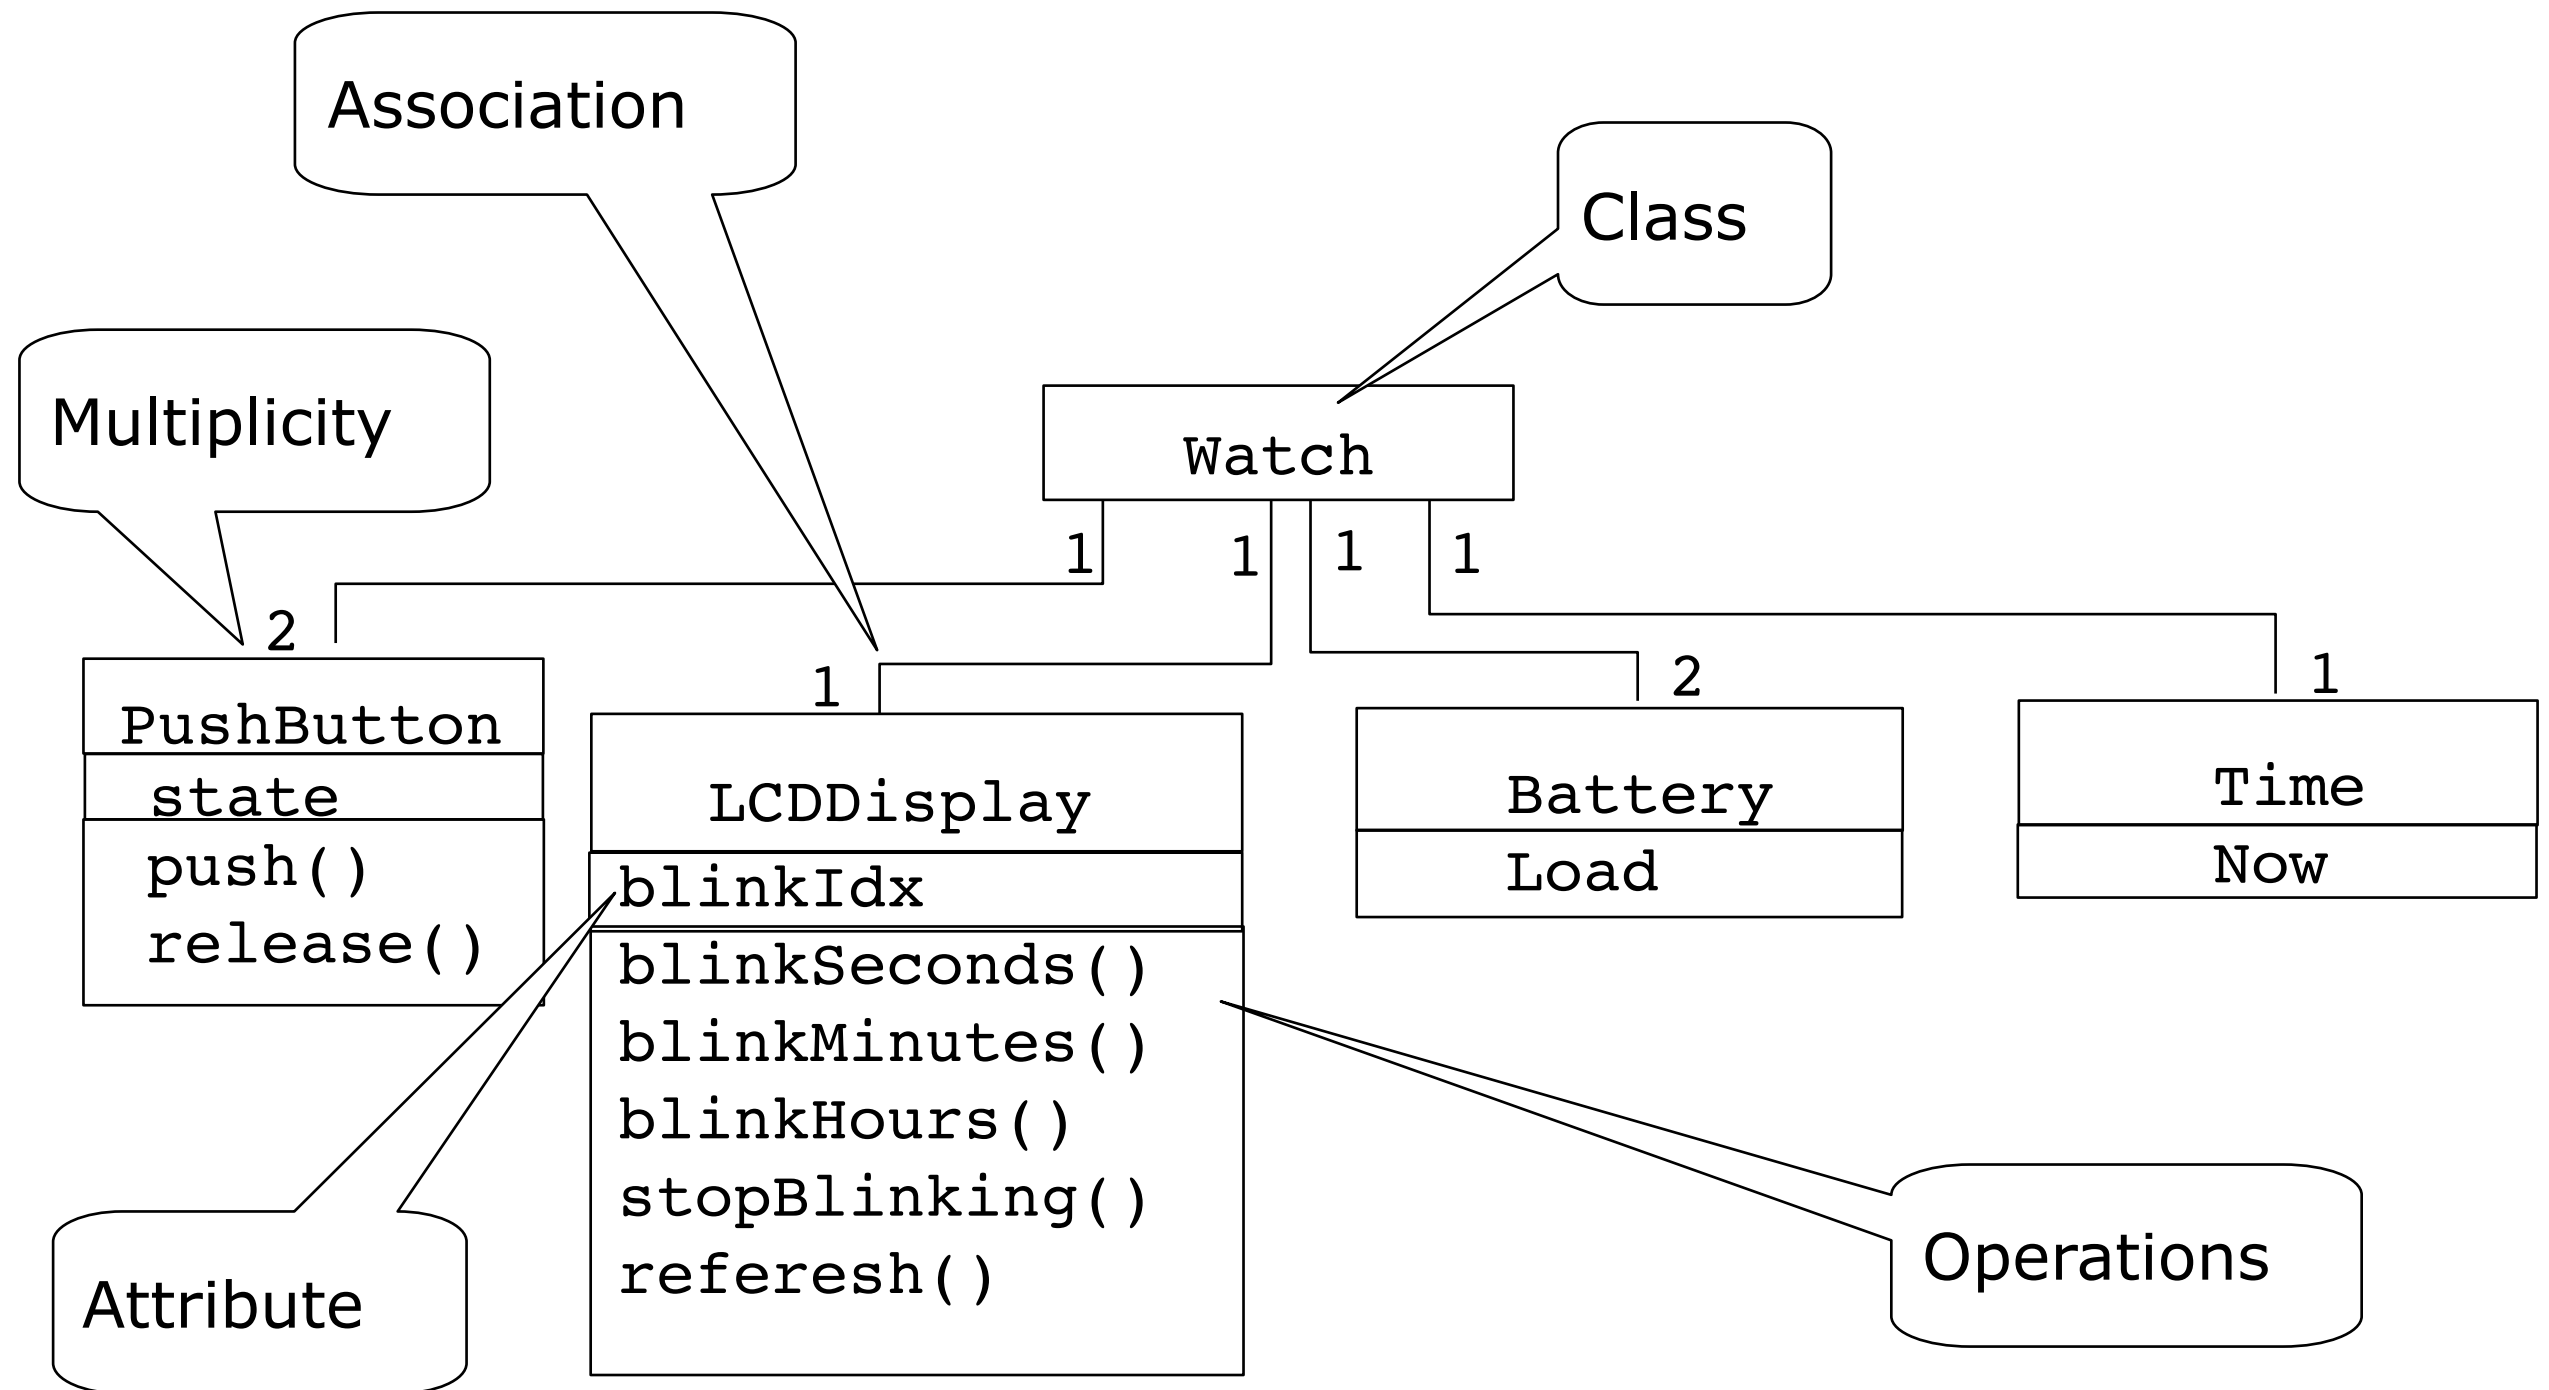 Association
Class
Multiplicity
Watch
1
1
1
1
2
1
2
1
PushButton
state
push()
release()
LCDDisplay
blinkIdx
blinkSeconds()
blinkMinutes()
blinkHours()
stopBlinking()
referesh()
Battery
Load
Time
Now
Attribute
Operations